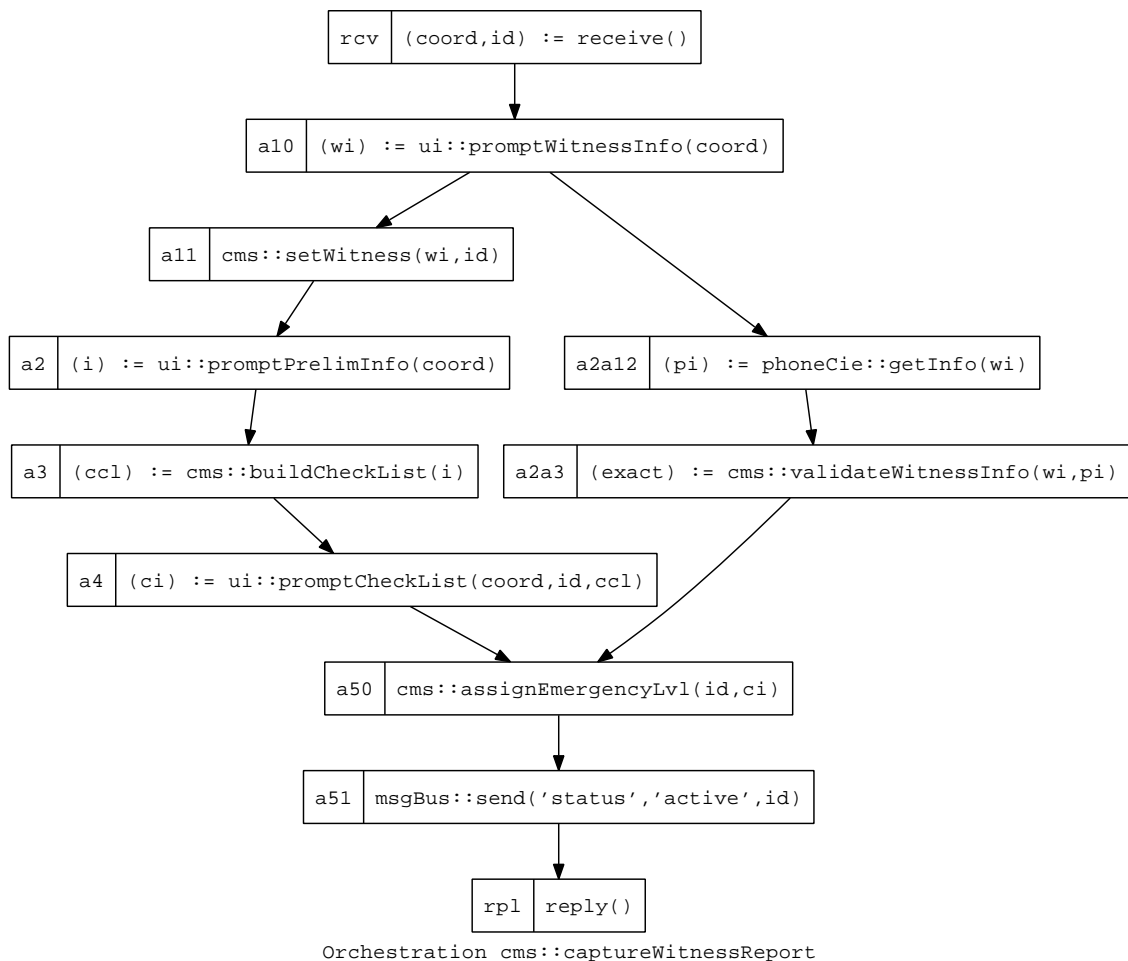 rcv (coord,id) := receive()
a10 (wi) := ui::promptWitnessInfo(coord)
a11 cms::setWitness(wi,id)
a2 (i) := ui::promptPrelimInfo(coord)
a2a12 (pi) := phoneCie::getInfo(wi)
a3 (ccl) := cms::buildCheckList(i)
a2a3 (exact) := cms::validateWitnessInfo(wi,pi)
a4 (ci) := ui::promptCheckList(coord,id,ccl)
a50 cms::assignEmergencyLvl(id,ci)
a51 msgBus::send(’status’,’active’,id)
rpl reply()
Orchestration cms::captureWitnessReport